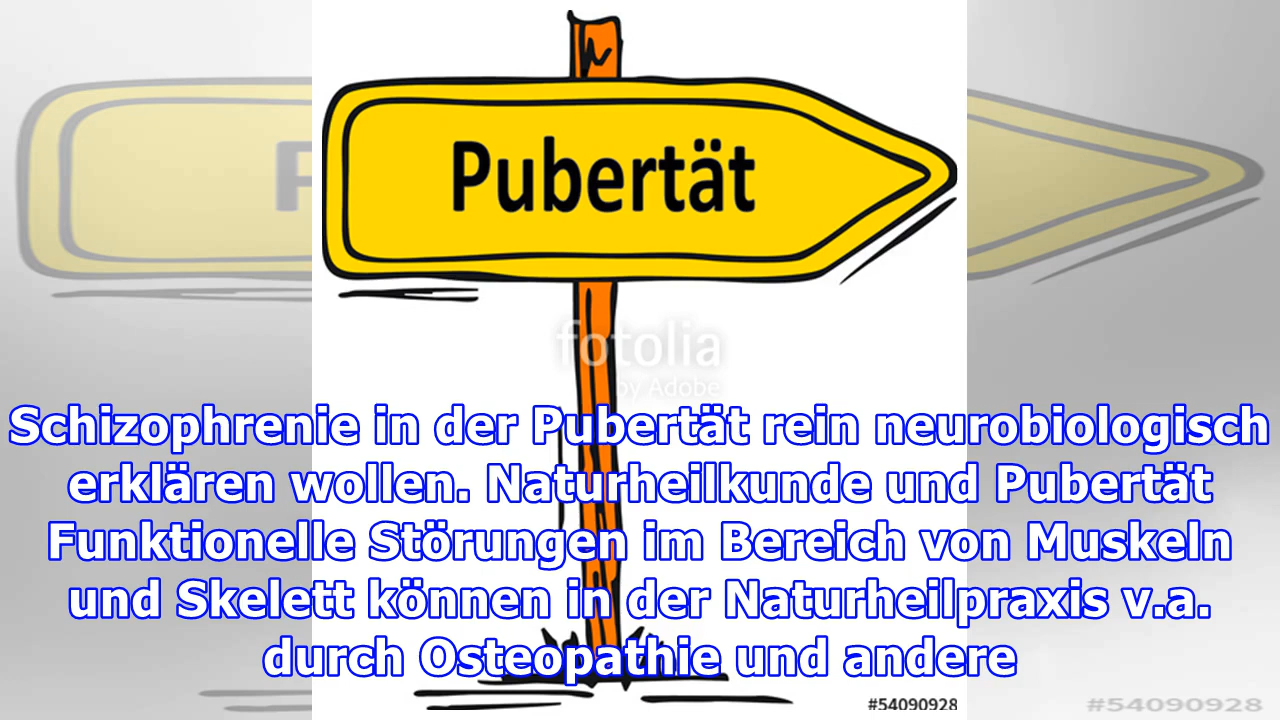 Pubertät
fotolia
by Adobe
Schizophrenie in der Pubertät rein neurobiologisch
erklären wollen. Naturheilkunde und Pubertät
Funktionelle Störungen im Bereich von Muskeln
und Skelett können in der Naturheilpraxis v.a.
durch Osteopathie und andere
#54090928
#54090928